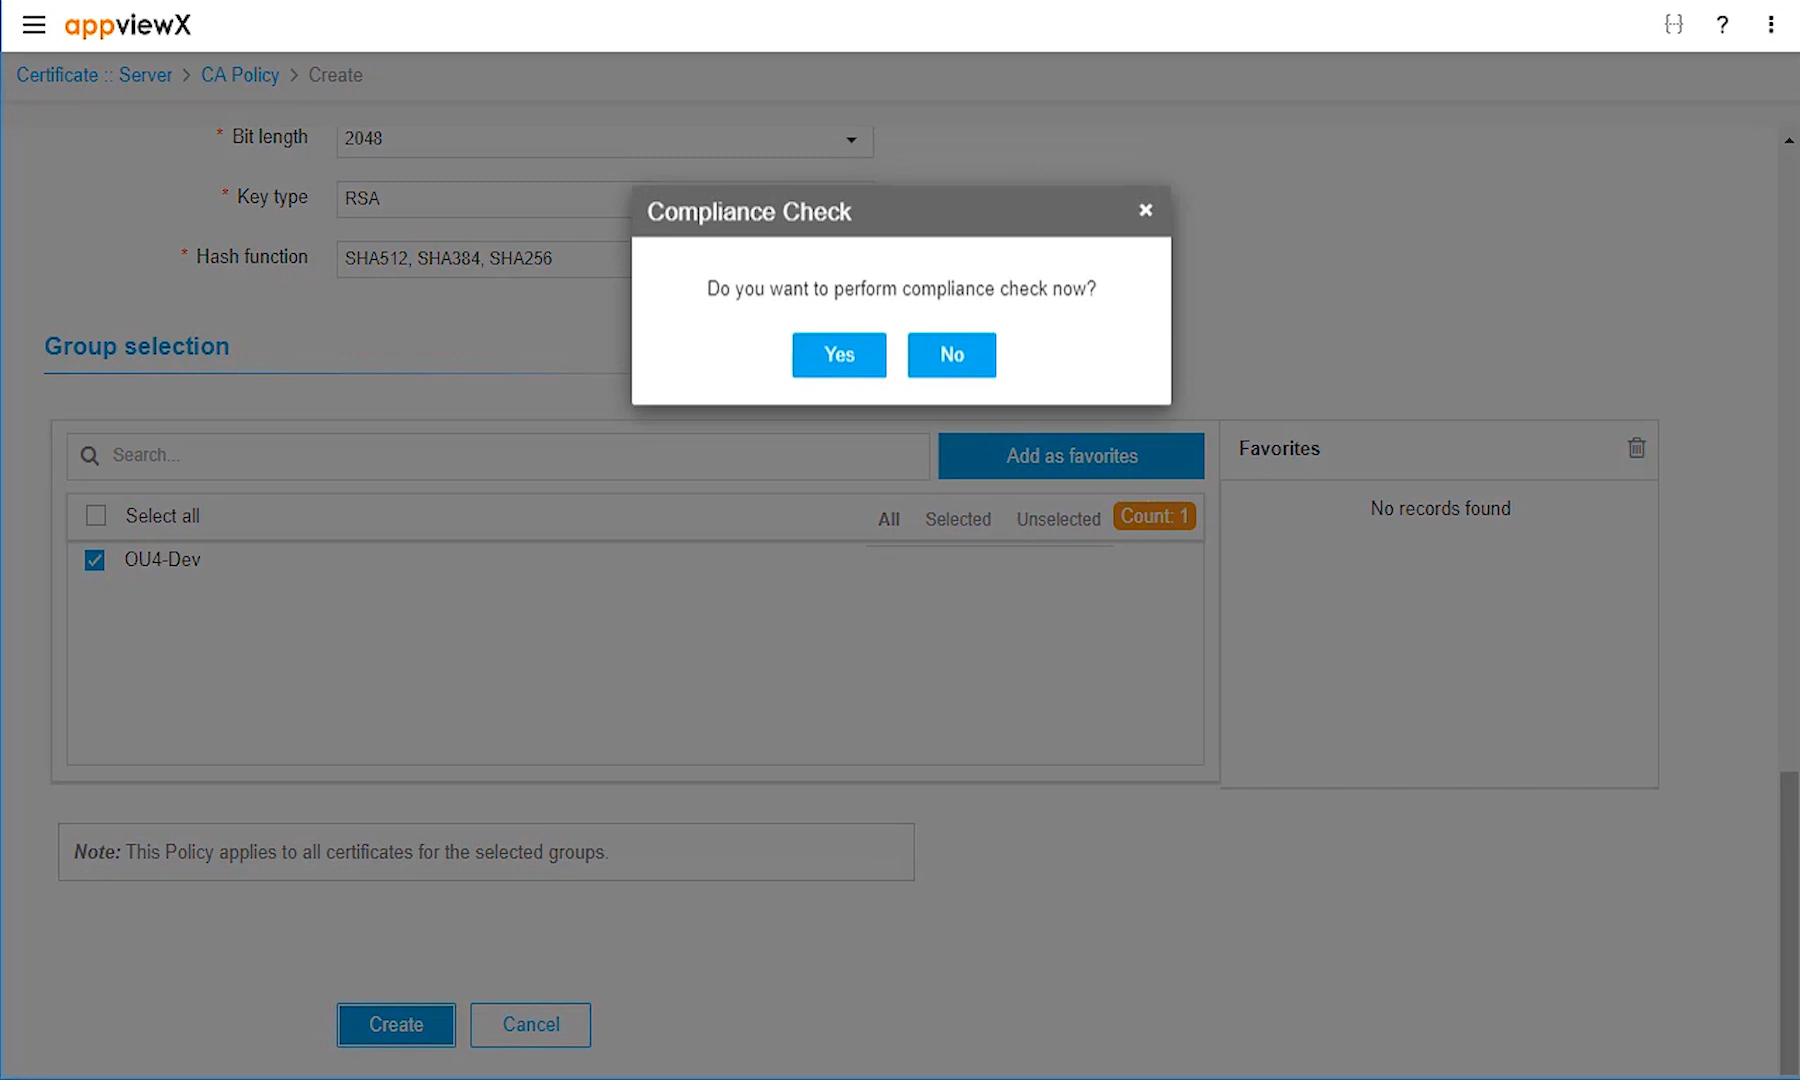 appviewX
{··} ?
Certificate :: Server > CA Policy > Create
* Bit length 2048
* Key type RSA
* Hash function SHA512, SHA384, SHA256
Compliance Check
Do you want to perform compliance check now?
Yes No
Group selection
Search...
Add as favorites
Favorites
Select all
All Selected Unselected Count: 1
No records found
OU4-Dev
Note: This Policy applies to all certificates for the selected groups.
Create Cancel